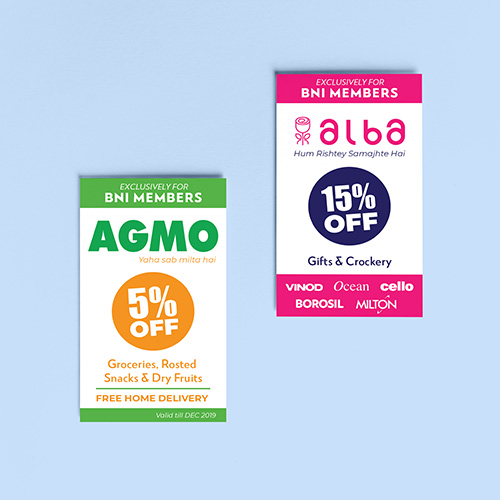 EXCLUSIVELY FOR
BNI MEMBERS
AGMO
Yaha sab milta hai
5%
OFF
Groceries, Rosted
Snacks & Dry Fruits
FREE HOME DELIVERY
Valid till DEC 2019
EXCLUSIVELY FOR
BNI MEMBERS
alba
Hum Rishtey Samajhte Hai
15%
OFF
Gifts & Crockery
VINOD Ocean cello
BOROSIL MILTON